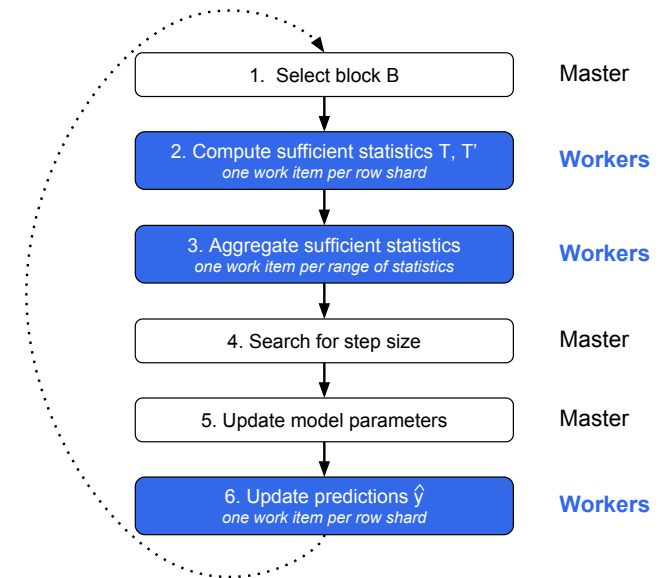 1. Select block B
Master
2. Compute sufficient statistics T, T’
one work item per row shard
Workers
3. Aggregate sufficient statistics
one work item per range of statistics
Workers
4. Search for step size
Master
5. Update model parameters
Master
6. Update predictions ŷ
one work item per row shard
Workers